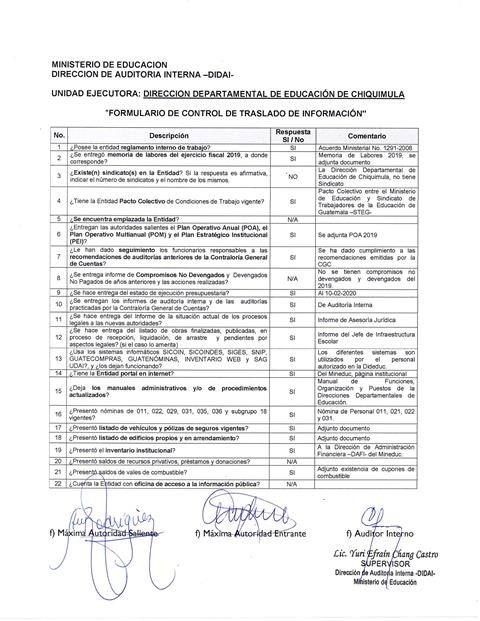 MINISTERIO DE EDUCACION
DIRECCION DE AUDITORIA INTERNA –DIDAI-
UNIDAD EJECUTORA: DIRECCION DEPARTAMENTAL DE EDUCACIÓN DE CHIQUIMULA
"FORMULARIO DE CONTROL DE TRASLADO DE INFORMACIÓN"
No. Descripción Respuesta SI / No Comentario
1 ¿Posee la entidad reglamento interno de trabajo? SI Acuerdo Ministerial No. 1291-2008
2 ¿Se entregó memoria de labores del ejercicio fiscal 2019, a donde corresponde? SI Memoria de Labores 2019, se adjunta documento
3 ¿Existe(n) sindicato(s) en la Entidad? Si la respuesta es afirmativa, indicar el número de sindicatos y el nombre de los mismos. NO La Dirección Departamental de Educación de Chiquimula, no tiene Sindicato
4 ¿Tiene la Entidad Pacto Colectivo de Condiciones de Trabajo vigente? SI Pacto Colectivo entre el Ministerio de Educación y Sindicato de Trabajadores de la Educación de Guatemala –STEG-
5 ¿Se encuentra emplazada la Entidad? N/A
6 ¿Entregan las autoridades salientes el Plan Operativo Anual (POA), el Plan Operativo Multianual (POM) y el Plan Estratégico Institucional (PEI)? SI Se adjunta POA 2019
7 ¿Le han dado seguimiento los funcionarios responsables a las recomendaciones de auditorías anteriores de la Contraloría General de Cuentas? SI Se ha dado cumplimiento a las recomendaciones emitidas por la CGC
8 ¿Se entrega informe de Compromisos No Devengados y Devengados No Pagados de años anteriores y las acciones realizadas? N/A No se tienen compromisos no devengados y devengados del 2019.
9 ¿Se hace entrega del estado de ejecución presupuestaria? SI Al 10-02-2020
10 ¿Se entregan los informes de auditoría interna y de las auditorías practicadas por la Contraloría General de Cuentas? SI De Auditoría Interna
11 ¿Se hace entrega del Informe de la situación actual de los procesos legales a las nuevas autoridades? SI Informe de Asesoría Jurídica
12 ¿Se hace entrega del listado de obras finalizadas, publicadas, en proceso de recepción, liquidación, de arrastre y pendientes por aspectos legales? (si el caso lo amerita) SI Informe del Jefe de Infraestructura Escolar
13 ¿Usa los sistemas informáticos SICOIN, SICOINDES, SIGES, SNIP, GUATECOMPRAS, GUATENOMINAS, INVENTARIO WEB y SAG UDAI?, y ¿los dejan funcionando? SI Los diferentes sistemas son utilizados por el personal autorizado en la Dideduc.
14 ¿Tiene la Entidad portal en internet? SI Del Mineduc, página institucional
15 ¿Deja los manuales administrativos y/o de procedimientos actualizados? SI Manual de Funciones, Organización y Puestos de la Direcciones Departamentales de Educación.
16 ¿Presentó nóminas de 011, 022, 029, 031, 035, 036 y subgrupo 18 vigentes? SI Nómina de Personal 011, 021, 022 y 031.
17 ¿Presentó listado de vehículos y pólizas de seguros vigentes? SI Adjunto documento
18 ¿Presentó listado de edificios propios y en arrendamiento? SI Adjunto documento
19 ¿Presentó el inventario institucional? SI A la Dirección de Administración Financiera –DAFI- del Mineduc.
20 ¿Presentó saldos de recursos privativos, préstamos y donaciones? N/A
21 ¿Presentó saldos de vales de combustible? SI Adjunto existencia de cupones de combustible
22 ¿Cuenta la Entidad con oficina de acceso a la información pública? N/A
f) Máxima Autoridad Saliente f) Máxima Autoridad Entrante f) Auditor Interno
Lic. Yuri Efraín Chang Castro
SUPERVISOR
Dirección de Auditoría Interna -DIDAI-
Ministerio de Educación